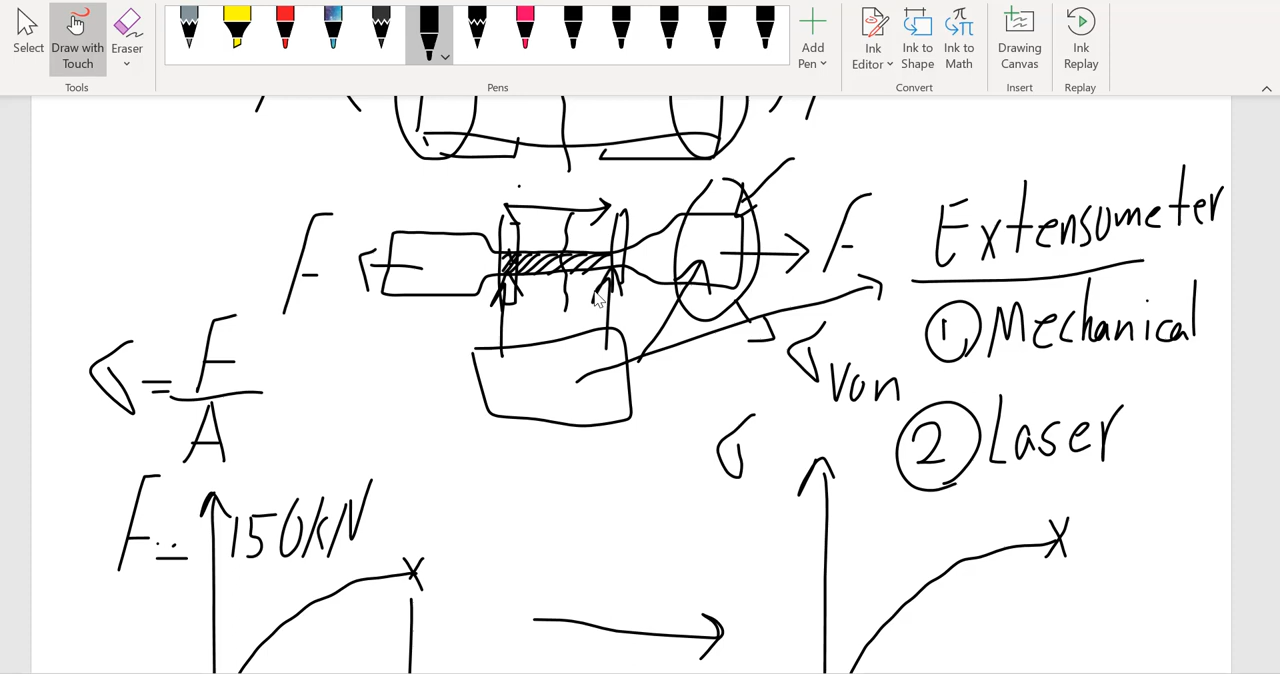 Select
Draw with Touch
Eraser
Tools
Pens
Add Pen
Ink Editor
Ink to Shape
Ink to Math
Convert
Drawing Canvas
Insert
Ink Replay
Replay
F
F
Extensometer
① Mechanical
② Laser
σ = F/A
σ von
F = 150kN
σ